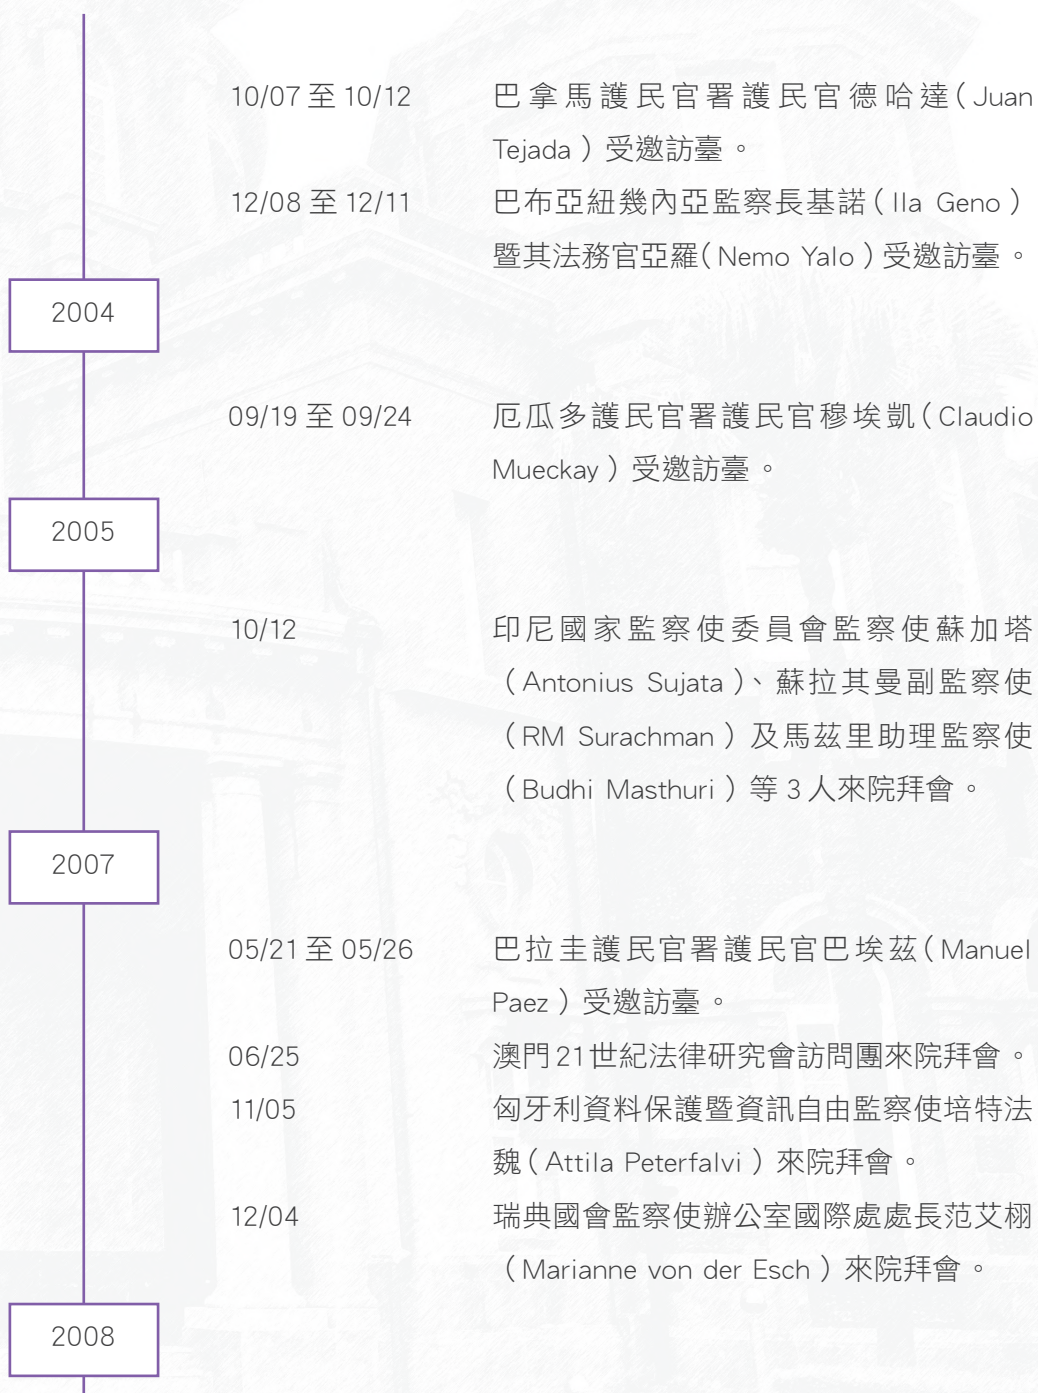 10/07 至 10/12 巴拿馬護民官署護民官德哈達（Juan
Tejada）受邀訪臺。
12/08 至 12/11 巴布亞紐幾內亞監察長基諾（Ila Geno）
暨其法務官亞羅（Nemo Yalo）受邀訪臺。
2004
09/19 至 09/24 厄瓜多護民官署護民官穆埃凱（Claudio
Mueckay）受邀訪臺。
2005
10/12 印尼國家監察使委員會監察使蘇加塔
（Antonius Sujata）、蘇拉其曼副監察使
（RM Surachman）及馬茲里助理監察使
（Budhi Masthuri）等 3 人來院拜會。
2007
05/21 至 05/26 巴拉圭護民官署護民官巴埃茲（Manuel
Paez）受邀訪臺。
06/25 澳門 21 世紀法律研究會訪問團來院拜會。
11/05 匈牙利資料保護暨資訊自由監察使培特法
魏（Attila Peterfalvi）來院拜會。
12/04 瑞典國會監察使辦公室國際處處長范艾栩
（Marianne von der Esch）來院拜會。
2008